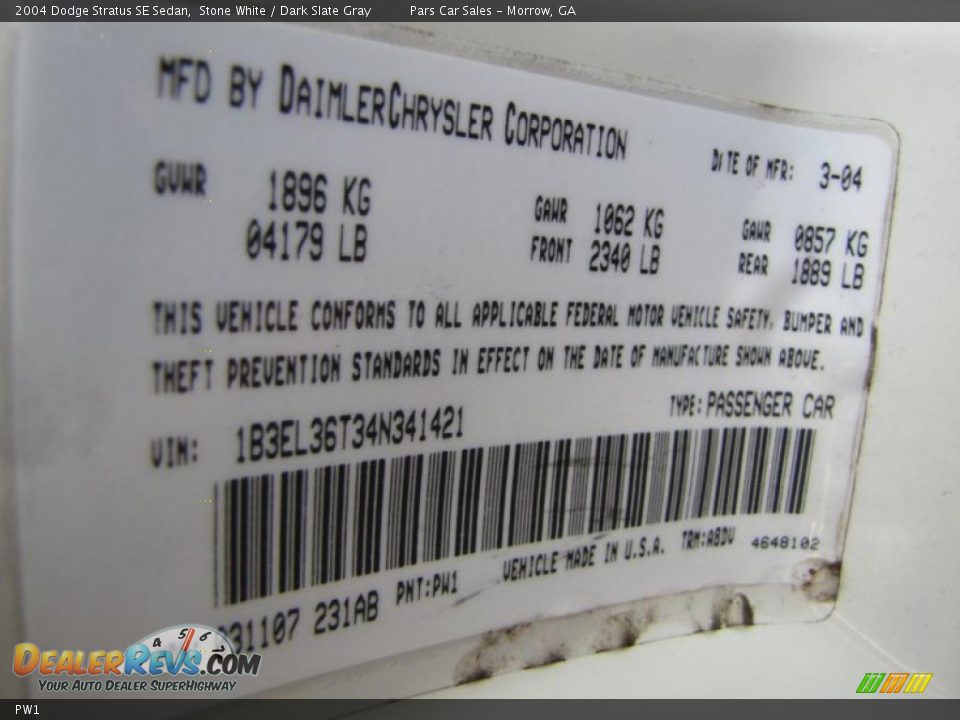 2004 Dodge Stratus SE Sedan, Stone White / Dark Slate Gray Pars Car Sales - Morrow, GA
MFD BY DAIMLERCHRYSLER CORPORATION
DATE OF MFR: 3-04
GVWR 1896 KG GAWR 1062 KG GAWR 0857 KG
04179 LB FRONT 2340 LB REAR 1889 LB
THIS VEHICLE CONFORMS TO ALL APPLICABLE FEDERAL MOTOR VEHICLE SAFETY, BUMPER AND
THEFT PREVENTION STANDARDS IN EFFECT ON THE DATE OF MANUFACTURE SHOWN ABOVE.
TYPE: PASSENGER CAR
VIN: 1B3EL36T34N341421
VEHICLE MADE IN U.S.A. TRM:ABDV 4648102
231AB PNT:PW1
4 5 6
DEALERREVS.COM
YOUR AUTO DEALER SUPERHIGHWAY
PW1